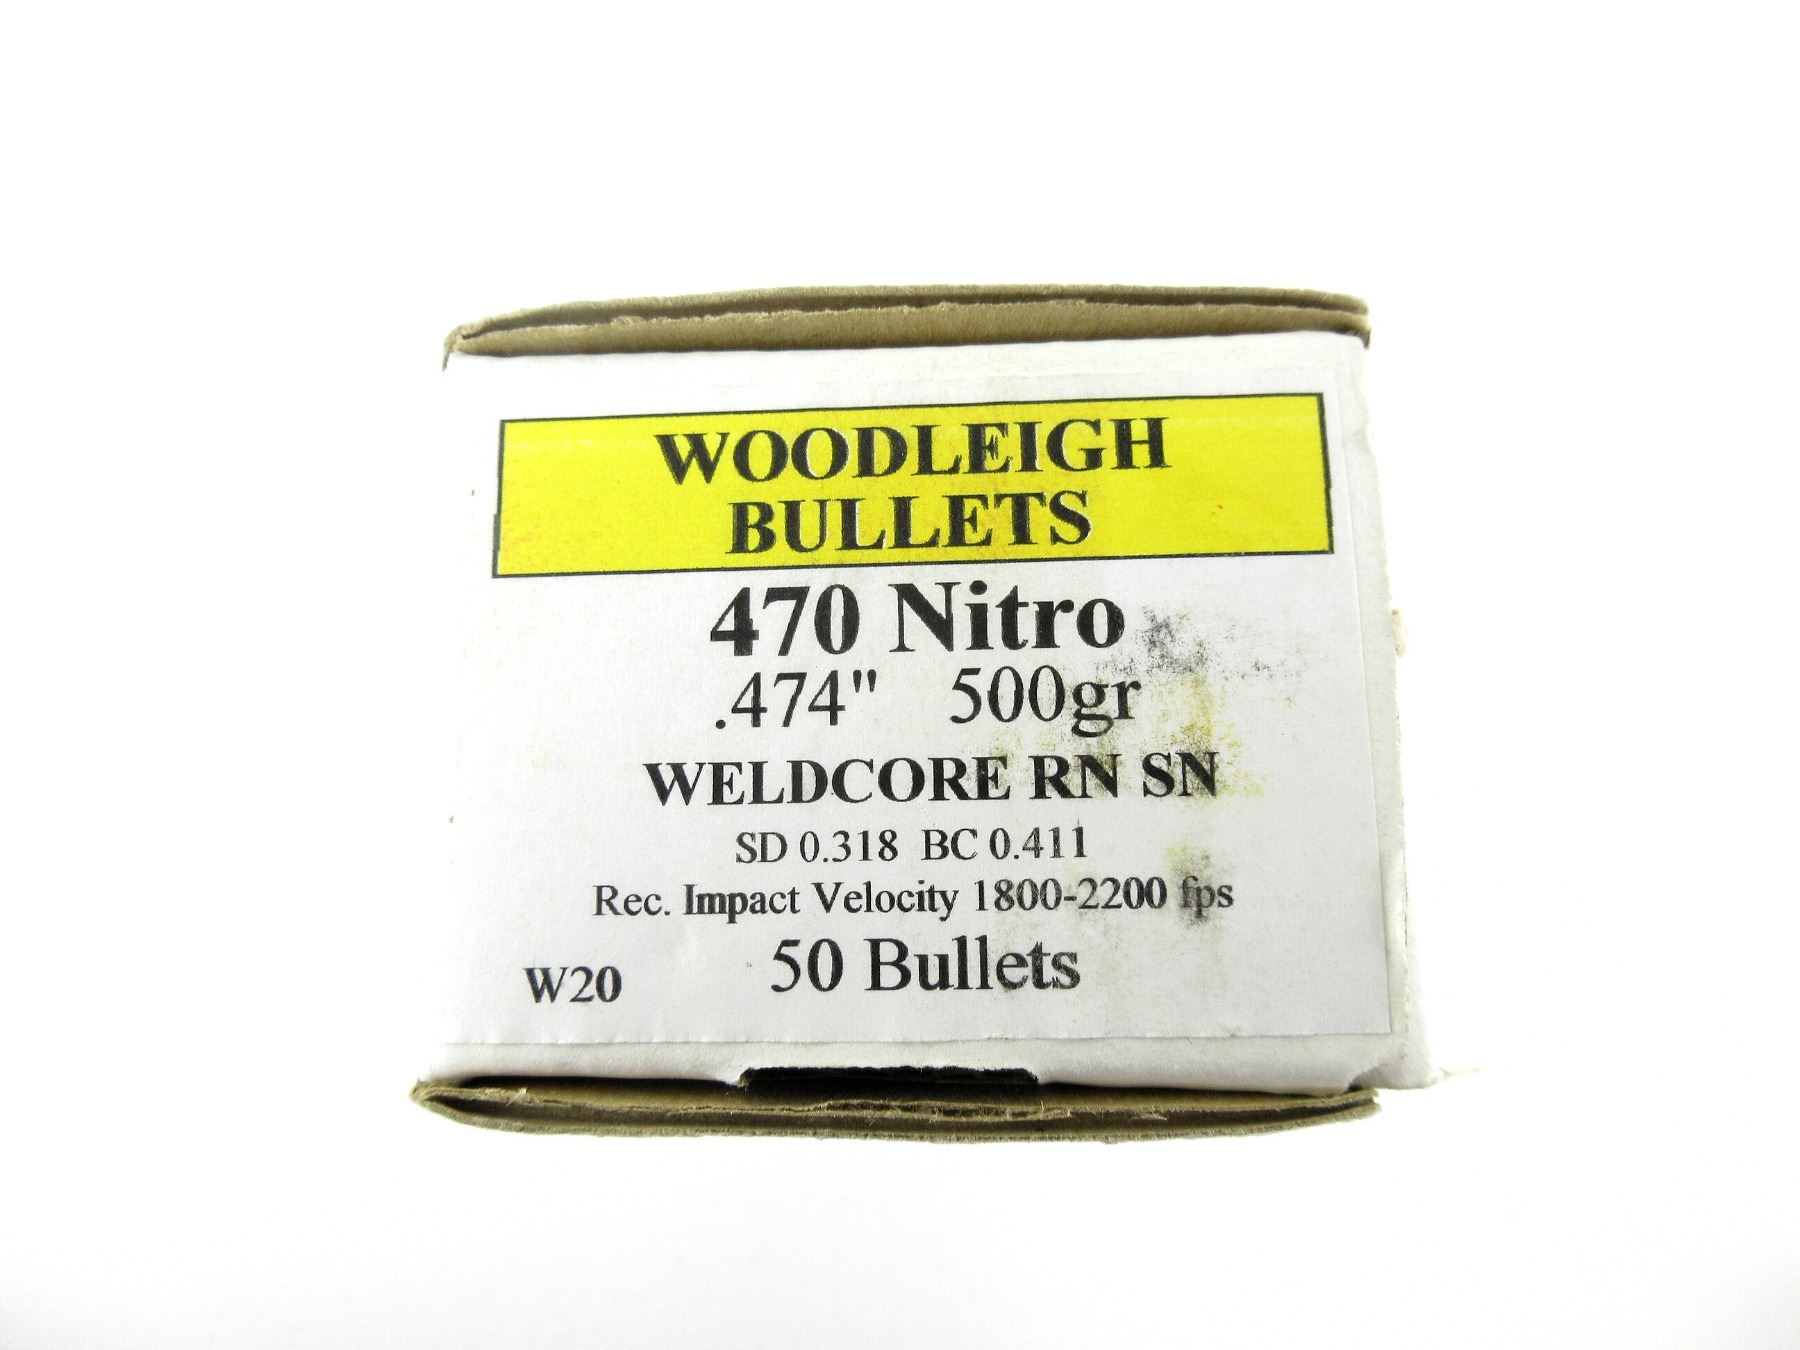 WOODLEIGH
BULLETS
470 Nitro
.474" 500gr
WELDCORE RN SN
SD 0.318 BC 0.411
Rec. Impact Velocity 1800-2200 fps
50 Bullets
W20